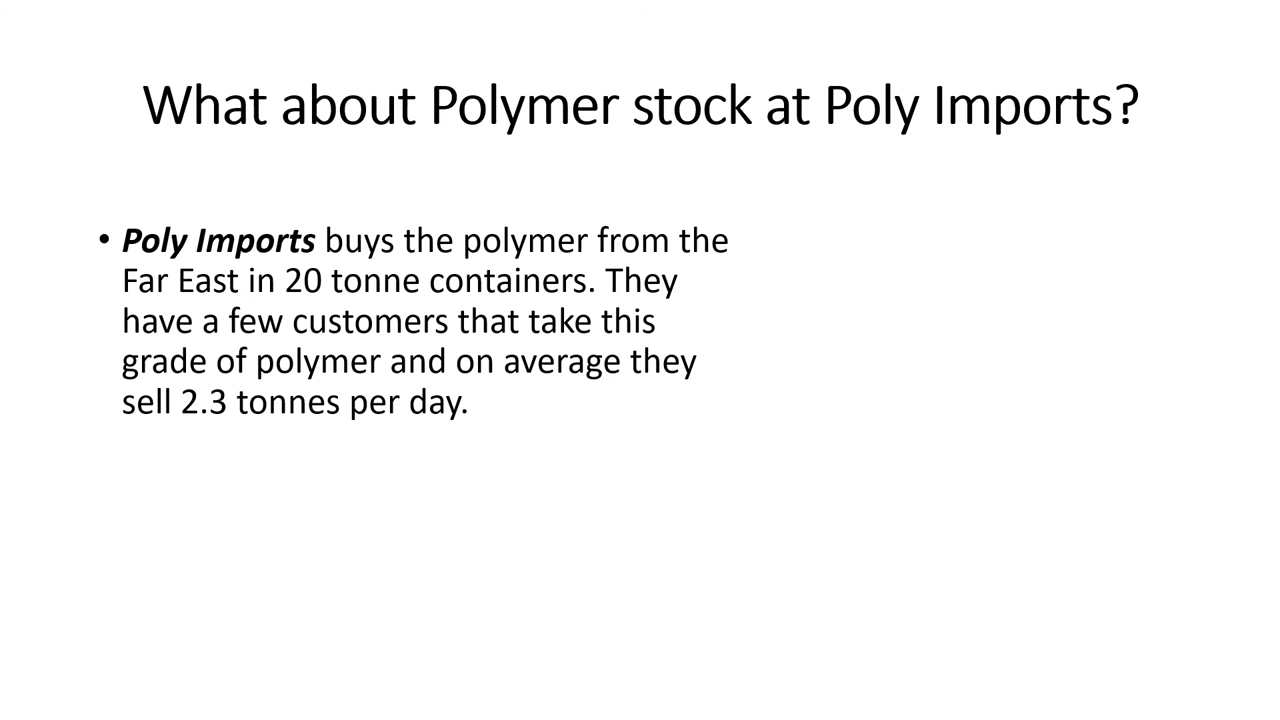 What about Polymer stock at Poly Imports?
• Poly Imports buys the polymer from the
Far East in 20 tonne containers. They
have a few customers that take this
grade of polymer and on average they
sell 2.3 tonnes per day.